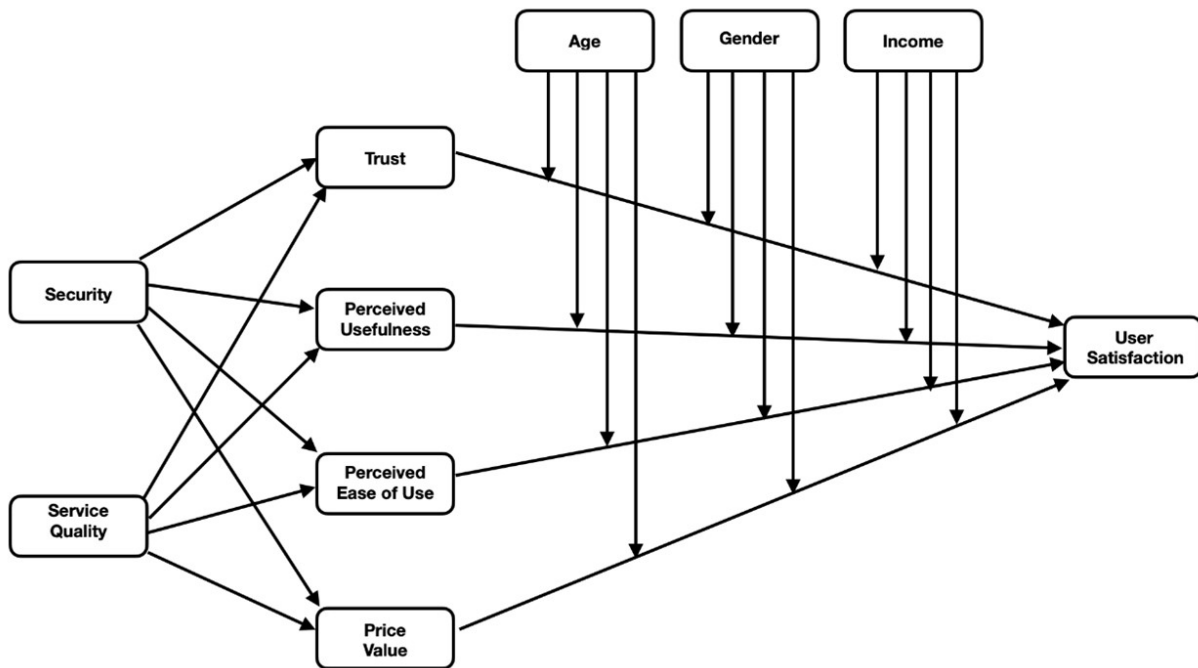 Age
Gender
Income
Trust
Security
Perceived
Usefulness
User
Satisfaction
Perceived
Ease of Use
Service
Quality
Price
Value